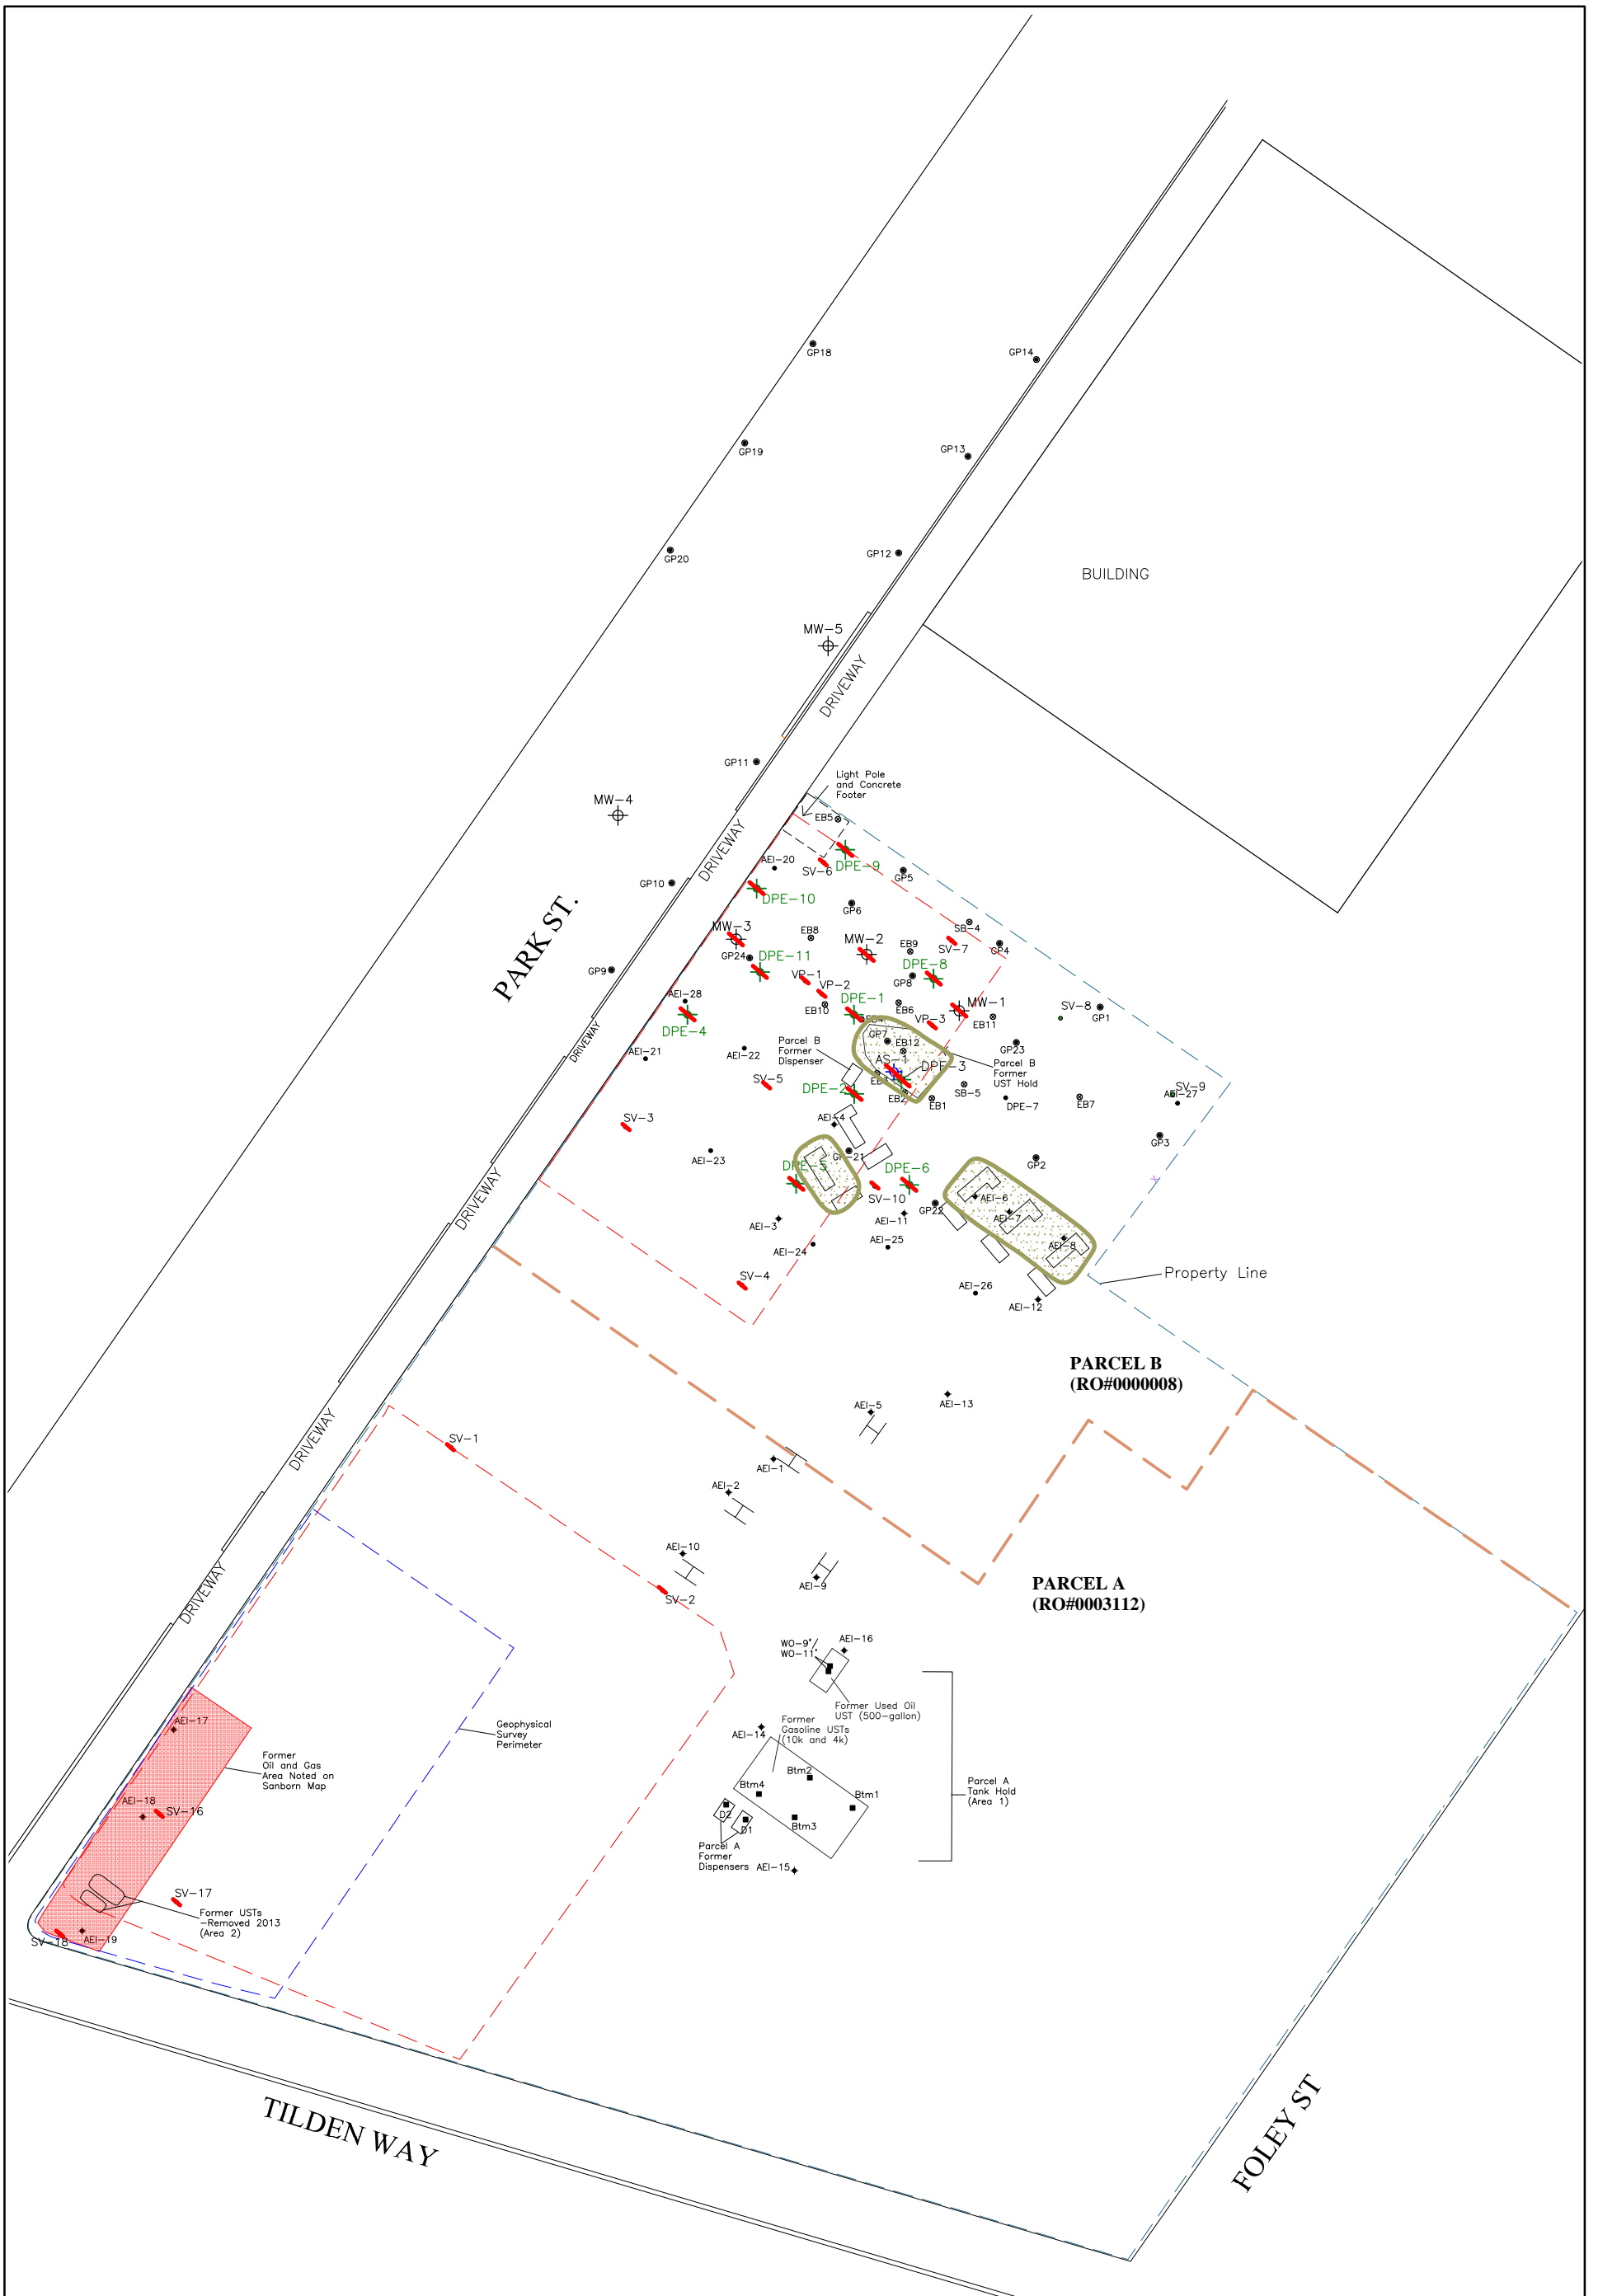 GP18
GP14
GP19
GP13
GP20
GP12
BUILDING
MW-5
DRIVEWAY
GP11
Light Pole
and Concrete
Footer
MW-4
EB5
DRIVEWAY
AEI-20
SV-6
DPE-9
GP5
GP10
DPE-10
GP6
PARK ST.
MW-3
EB8
MW-2
EB9
SB-4
SV-7
GP4
GP24
DPE-11
GP9
VP-1
VP-2
GP8
DPE-8
AEI-28
EB10
DPE-1
EB6
MW-1
SV-8
GP1
DPE-4
VP-3
EB11
DRIVEWAY
AEI-21
AEI-22
Parcel B
Former
Dispenser
GP7
EB12
GP23
AS-1
DPE-3
Parcel B
Former
UST Hold
SV-5
DPE-2
EB2
EB1
SB-5
DPE-7
EB7
SV-9
AEI-27
SV-3
AEI-4
GP3
AEI-23
GP-21
GP2
DPE-5
DPE-6
DRIVEWAY
SV-10
AEI-6
GP22
AEI-7
AEI-3
AEI-11
AEI-24
AEI-25
AEI-8
SV-4
Property Line
AEI-26
AEI-12
PARCEL B
(RO#0000008)
AEI-13
AEI-5
DRIVEWAY
SV-1
AEI-1
AEI-2
AEI-10
AEI-9
SV-2
PARCEL A
(RO#0003112)
DRIVEWAY
WO-9'/
WO-11'
AEI-16
Former Used Oil
UST (500-gallon)
AEI-17
Geophysical
Survey
Perimeter
AEI-14
Former
Gasoline USTs
(10k and 4k)
Former
Oil and Gas
Area Noted on
Sanborn Map
Btm2
Btm4
Btm1
Parcel A
Tank Hold
(Area 1)
AEI-18
SV-16
D2
D1
Btm3
Parcel A
Former
Dispensers
AEI-15
SV-17
Former USTs
-Removed 2013
(Area 2)
SV-18
AEI-19
TILDEN WAY
FOLEY ST